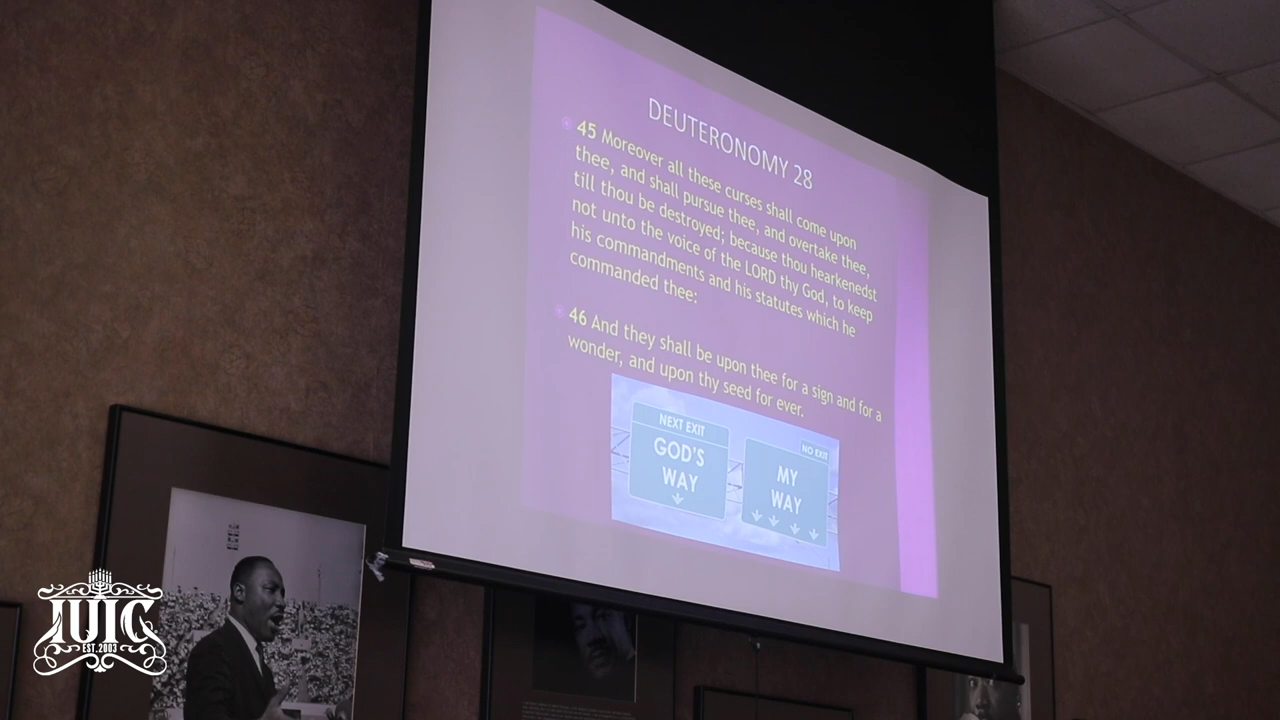 DEUTERONOMY 28
45 Moreover all these curses shall come upon
thee, and shall pursue thee, and overtake thee,
till thou be destroyed; because thou hearkenedst
not unto the voice of the LORD thy God, to keep
his commandments and his statutes which he
commanded thee:
46 And they shall be upon thee for a sign and for a
wonder, and upon thy seed for ever.
NEXT EXIT
GOD'S
WAY
NO EXIT
MY
WAY
IUIC
EST. 2003